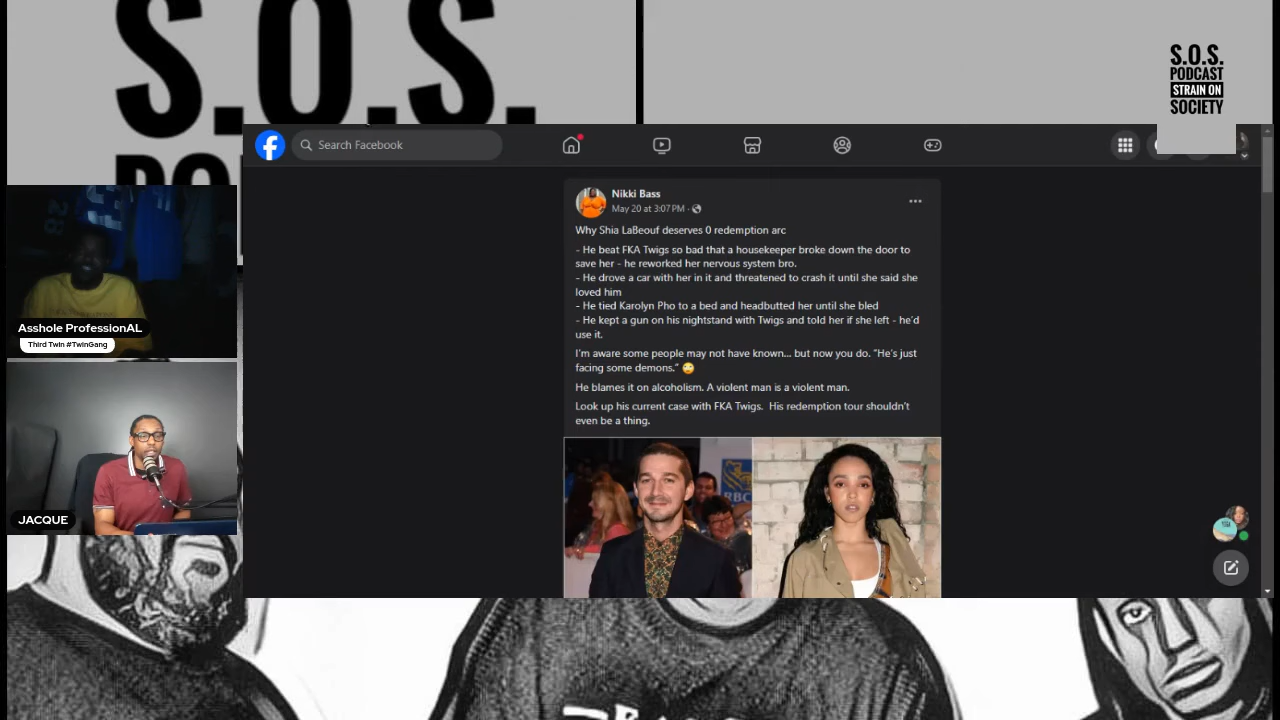 S.O.S.
PO
S.O.S.
PODCAST
STRAIN ON
SOCIETY
Search Facebook
Nikki Bass
May 20 at 3:07 PM ·
Why Shia LaBeouf deserves 0 redemption arc
- He beat FKA Twigs so bad that a housekeeper broke down the door to
save her - he reworked her nervous system bro.
- He drove a car with her in it and threatened to crash it until she said she
loved him
- He tied Karolyn Pho to a bed and headbutted her until she bled
- He kept a gun on his nightstand with Twigs and told her if she left - he'd
use it.
I'm aware some people may not have known... but now you do. "He's just
facing some demons." 🙄
He blames it on alcoholism. A violent man is a violent man.
Look up his current case with FKA Twigs. His redemption tour shouldn't
even be a thing.
RBC
28
Asshole ProfessionAL
Third Twin #TwinGang
JACQUE